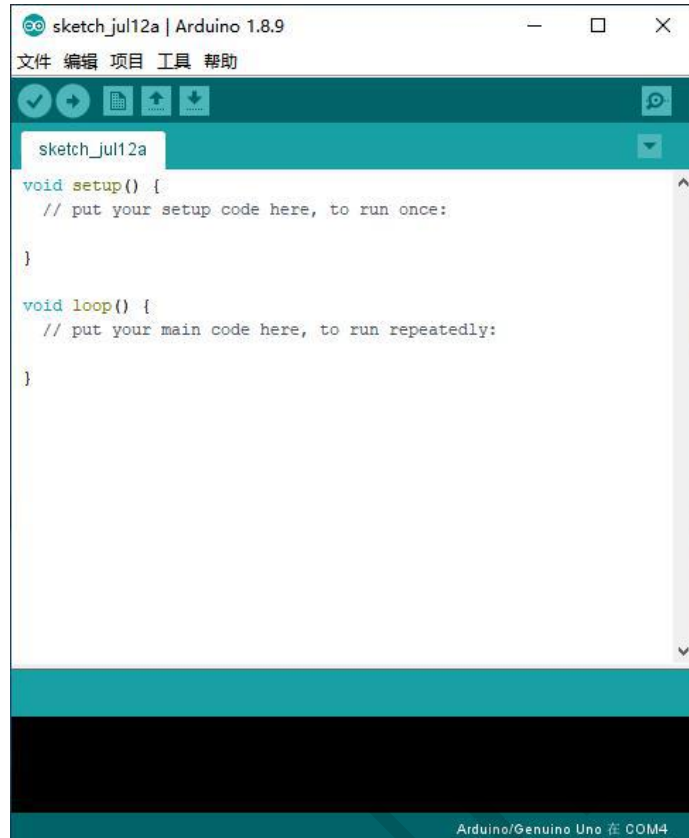 sketch_jul12a | Arduino 1.8.9
文件 编辑 项目 工具 帮助
sketch_jul12a
void setup() {
  // put your setup code here, to run once:
}
void loop() {
  // put your main code here, to run repeatedly:
}
Arduino/Genuino Uno 在 COM4